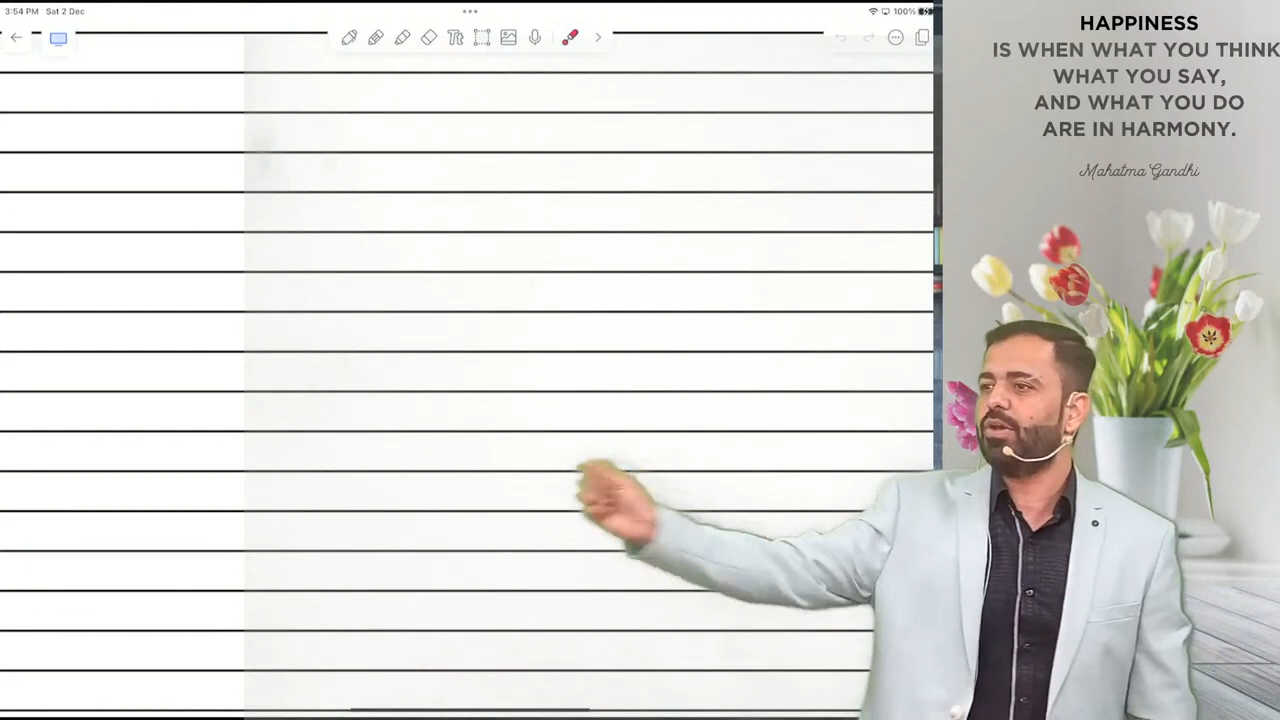 3:54 PM Sat 2 Dec
100%
Tt
HAPPINESS
IS WHEN WHAT YOU THINK
WHAT YOU SAY,
AND WHAT YOU DO
ARE IN HARMONY.
Mahatma Gandhi